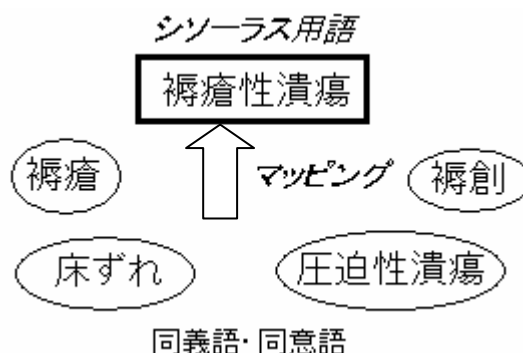 シソーラス用語
褥瘡性潰瘍
褥瘡
マッピング
褥創
床ずれ
圧迫性潰瘍
同義語・同意語